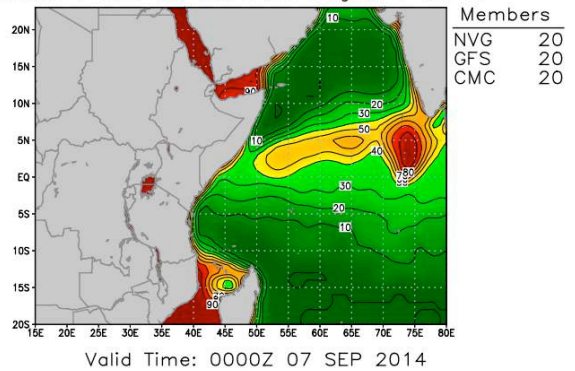 Members
NVG 20
GFS 20
CMC 20
20N
15N
10N
5N
EQ
5S
10S
15S
20S
15E 20E 25E 30E 35E 40E 45E 50E 55E 60E 65E 70E 75E 80E
10
90
20
30
10
50
40
70
80
30
20
10
90
Valid Time: 0000Z 07 SEP 2014